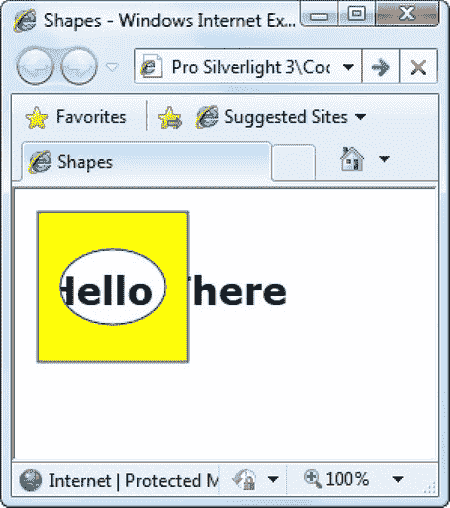 Shapes - Windows Internet Ex...
Pro Silverlight 3\Coc
Favorites Suggested Sites
Shapes
Hello There
Internet | Protected M 100%